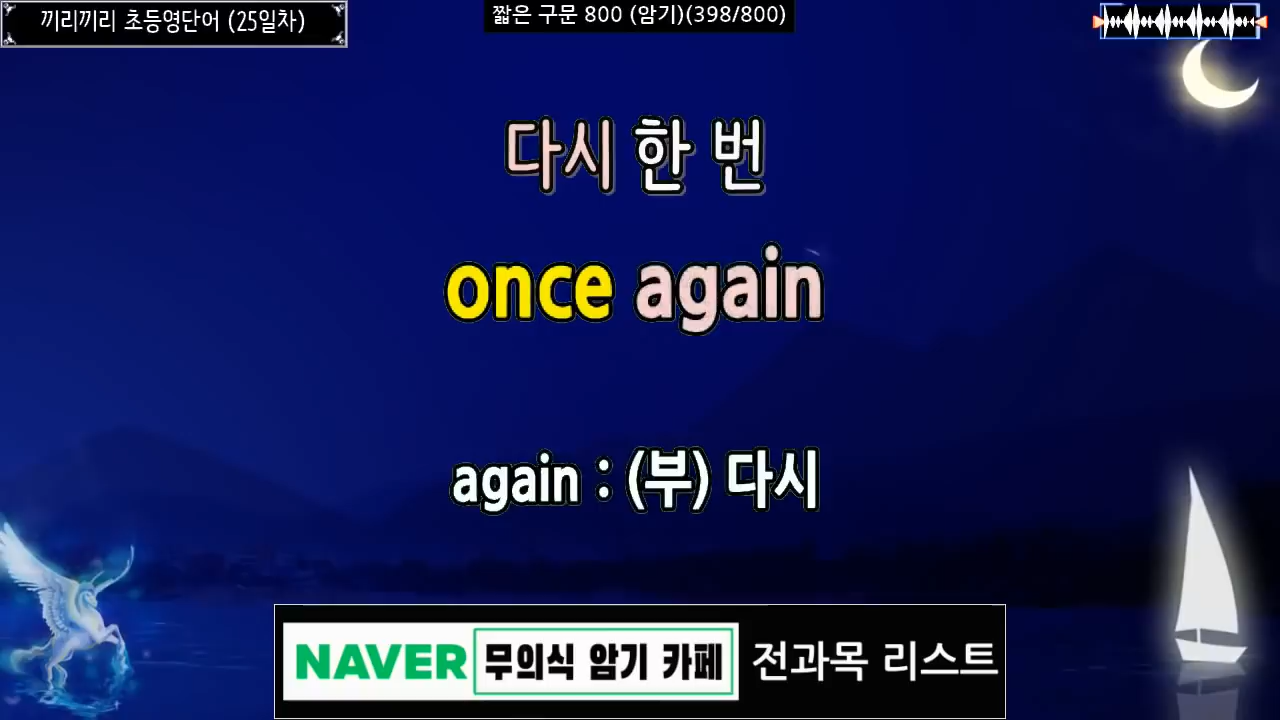 끼리끼리 초등영단어 (25일차)
짧은 구문 800 (암기)(398/800)
다시 한 번
once again
again : (부) 다시
NAVER 무의식 암기 카페 전과목 리스트